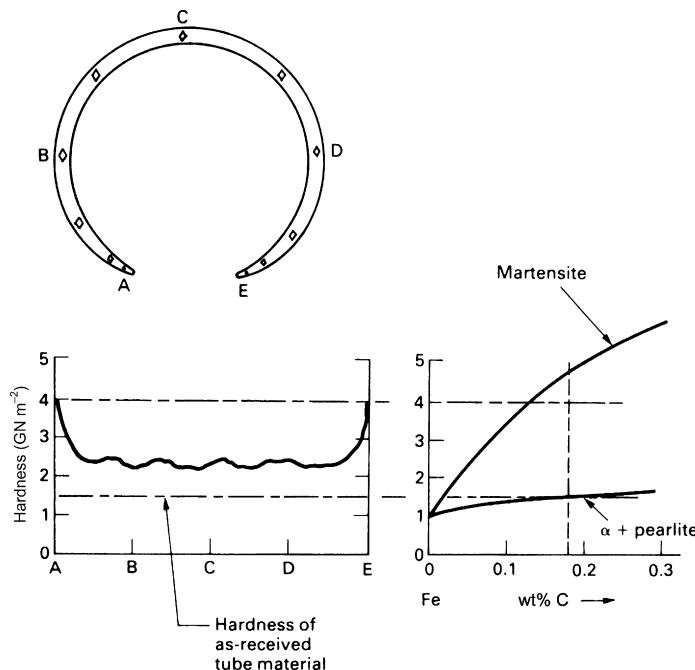 C
B
D
A
E
Martensite
Hardness (GN m⁻²)
5
4
3
2
1
0
A B C D E
Hardness of
as-received
tube material
5
4
3
2
1
0
α + pearlite
0 0.1 0.2 0.3
Fe wt% C